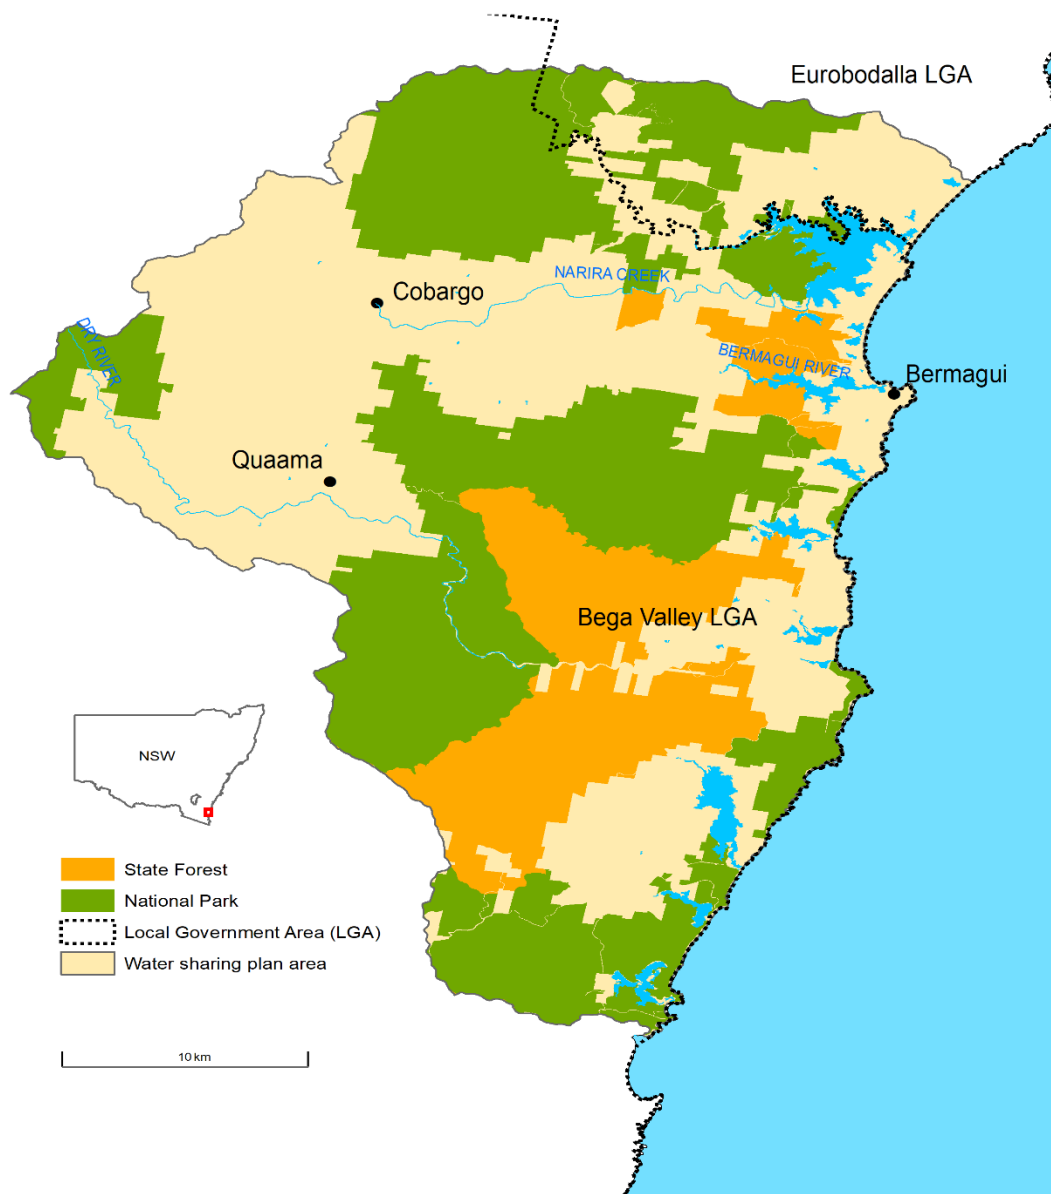 Eurobodalla LGA
NARIRA CREEK
Cobargo
DRY RIVER
BERMAGUI RIVER
Bermagui
Quaama
Bega Valley LGA
NSW
State Forest
National Park
Local Government Area (LGA)
Water sharing plan area
10 km